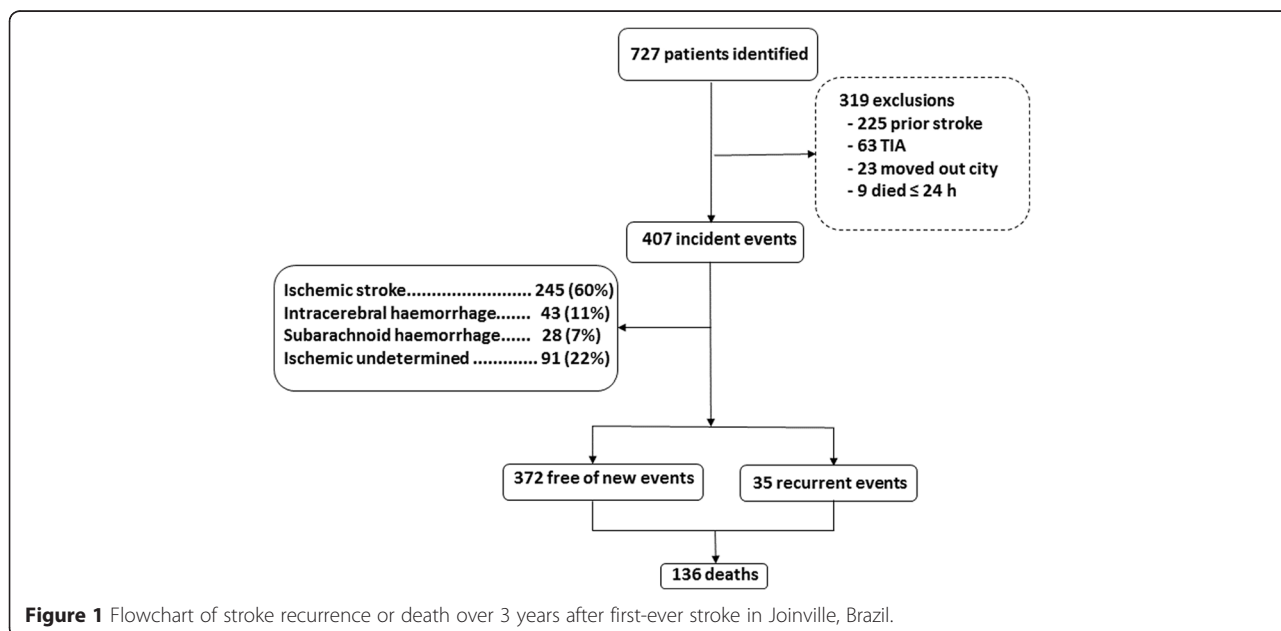 727 patients identified
319 exclusions
- 225 prior stroke
- 63 TIA
- 23 moved out city
- 9 died ≤ 24 h
407 incident events
Ischemic stroke........................... 245 (60%)
Intracerebral haemorrhage....... 43 (11%)
Subarachnoid haemorrhage...... 28 (7%)
Ischemic undetermined ............. 91 (22%)
372 free of new events
35 recurrent events
136 deaths
Figure 1 Flowchart of stroke recurrence or death over 3 years after first-ever stroke in Joinville, Brazil.